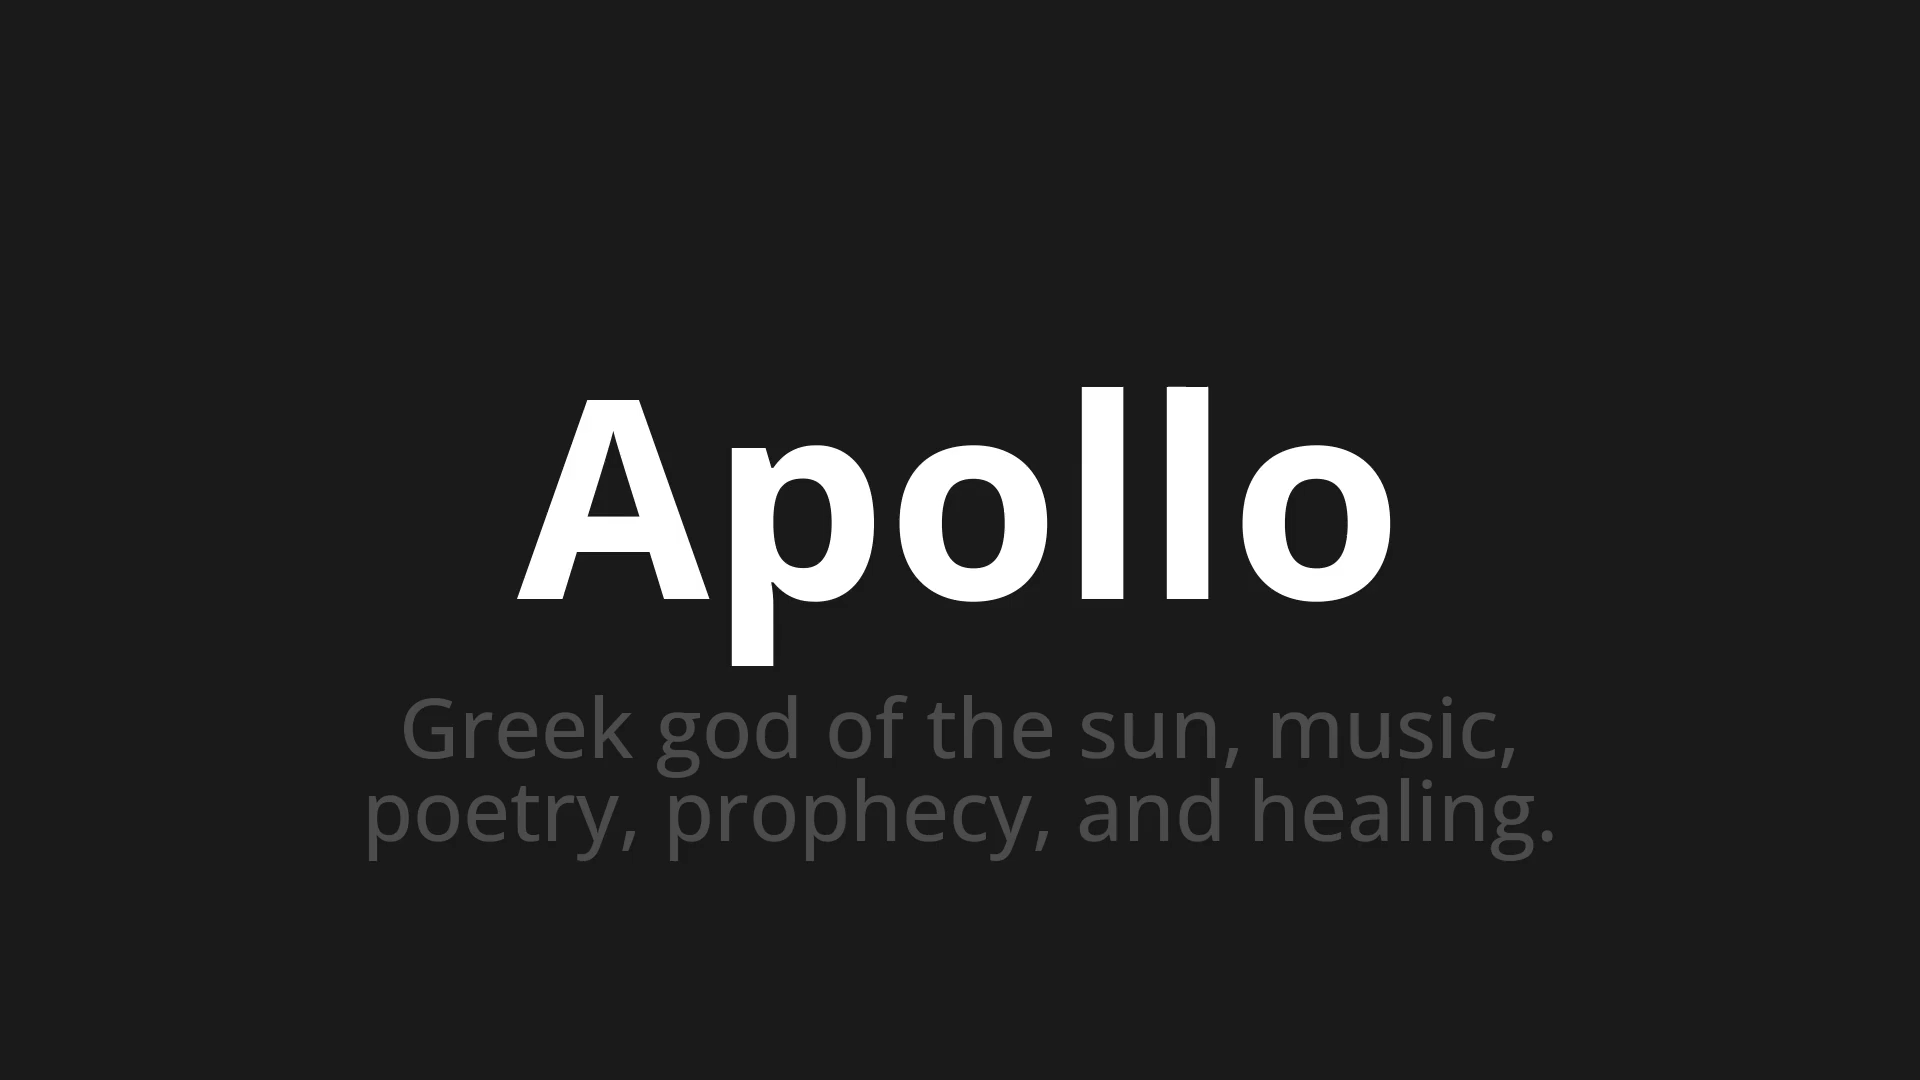 Apollo
Greek god of the sun, music,
poetry, prophecy, and healing.